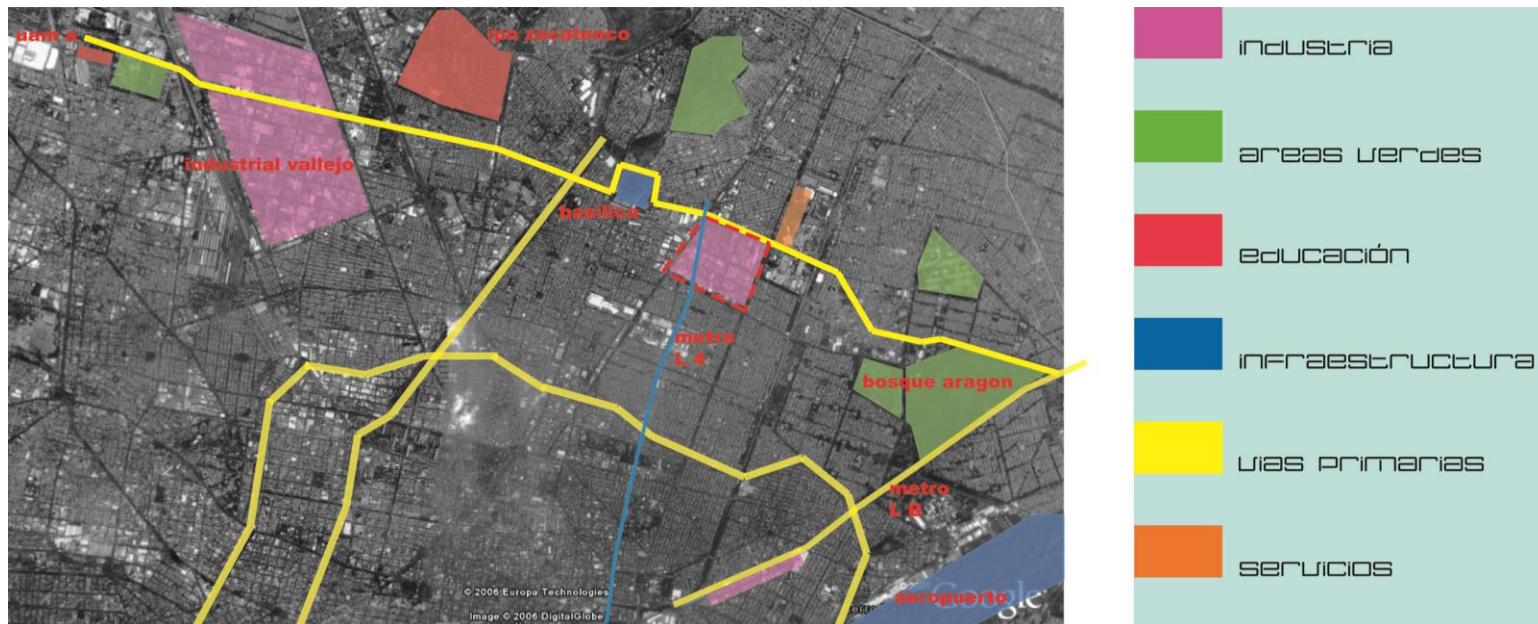 uam a
ipn zacatenco
industrial vallejo
basilica
metro
L 4
bosque aragon
metro
L B
aeropuerto
© 2006 Europa Technologies
Image © 2006 DigitalGlobe
Google
industria
areas verdes
educación
infraestructura
vias primarias
servicios